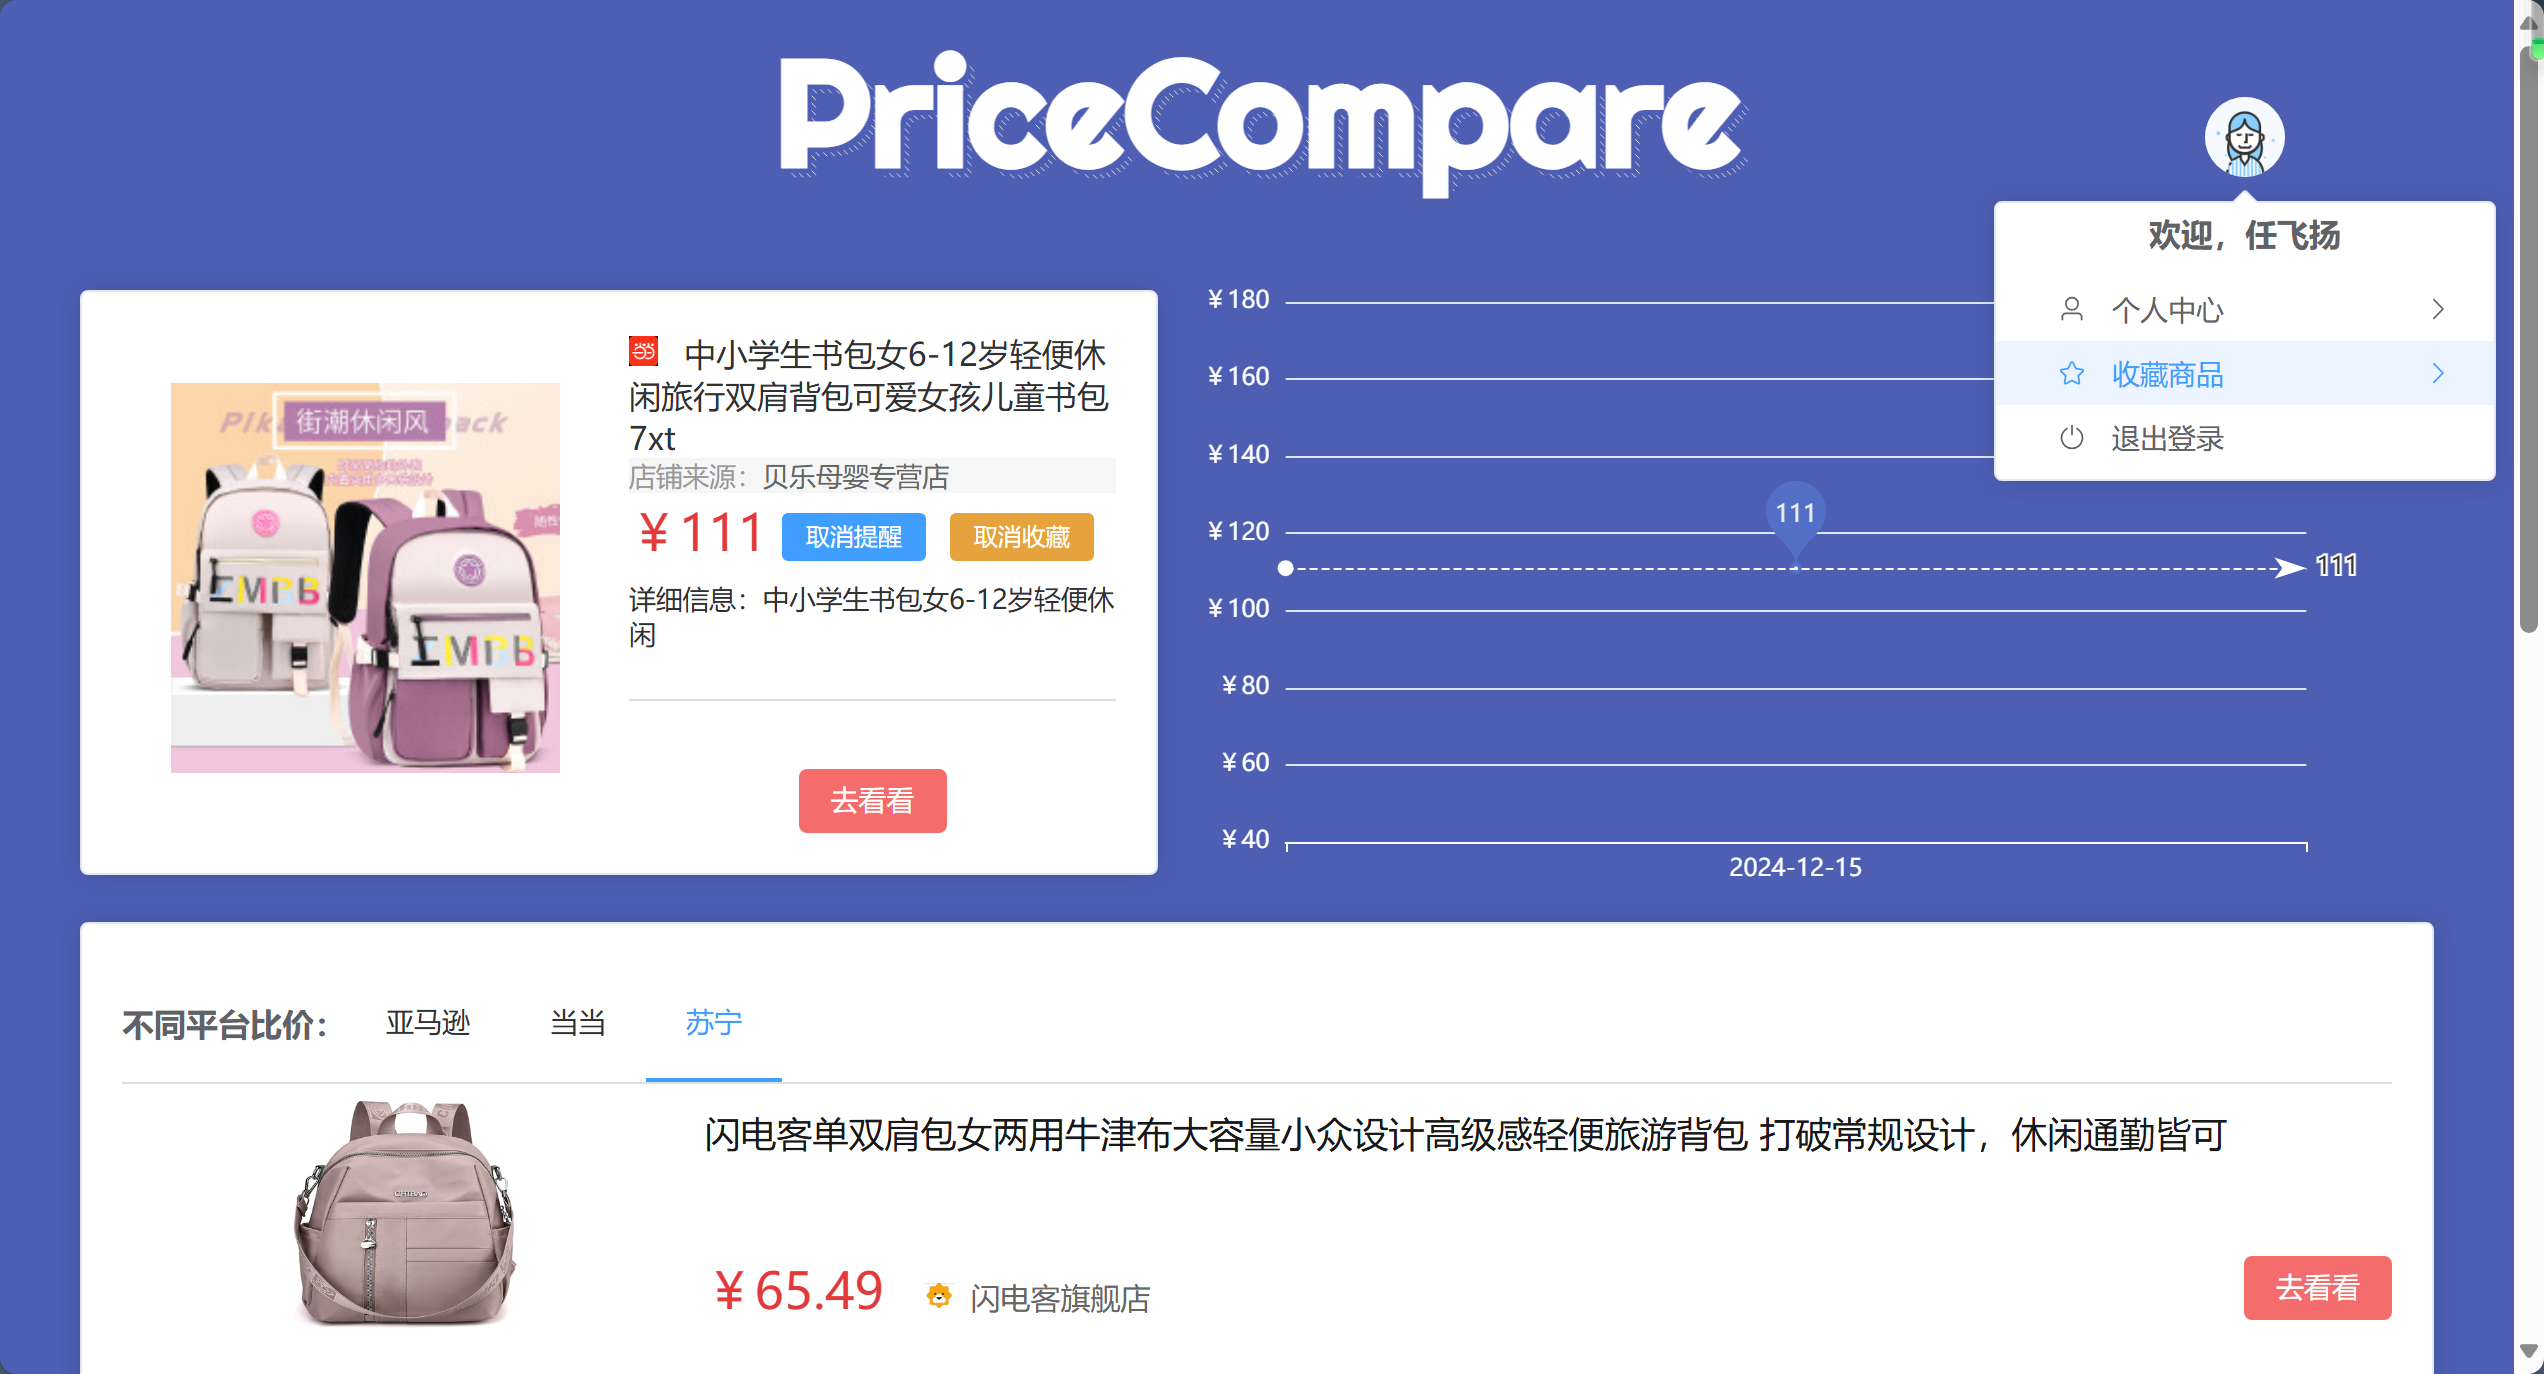 PriceCompare
欢迎，任飞扬
个人中心
收藏商品
退出登录
街潮休闲风
中小学生书包女6-12岁轻便休
闲旅行双肩背包可爱女孩儿童书包
7xt
店铺来源：贝乐母婴专营店
¥111 取消提醒 取消收藏
详细信息：中小学生书包女6-12岁轻便休
闲
去看看
¥180
¥160
¥140
¥120
¥100
¥80
¥60
¥40
111
111
2024-12-15
不同平台比价： 亚马逊 当当 苏宁
闪电客单双肩包女两用牛津布大容量小众设计高级感轻便旅游背包 打破常规设计，休闲通勤皆可
¥65.49 闪电客旗舰店
去看看